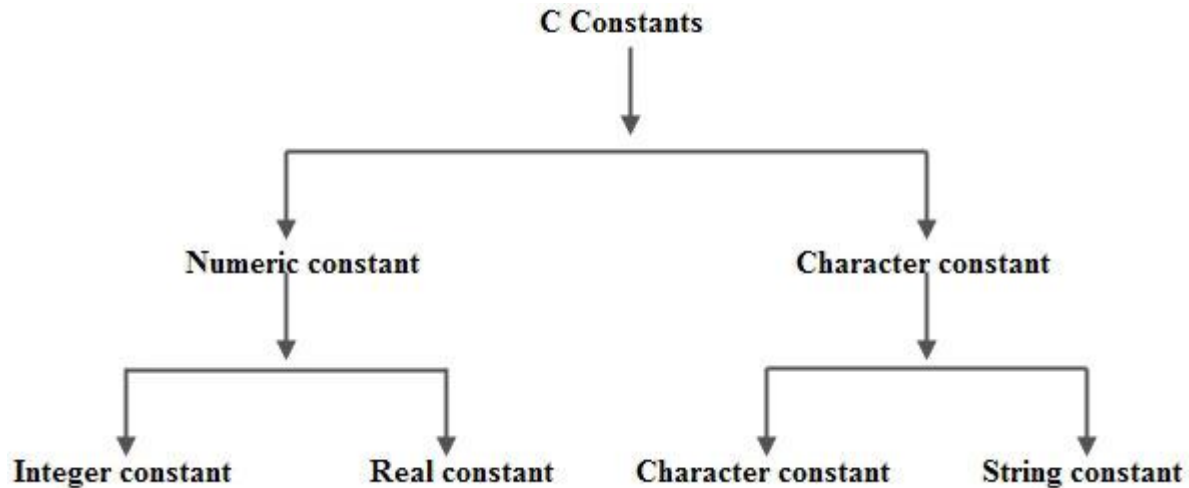 C Constants
Numeric constant
Character constant
Integer constant
Real constant
Character constant
String constant